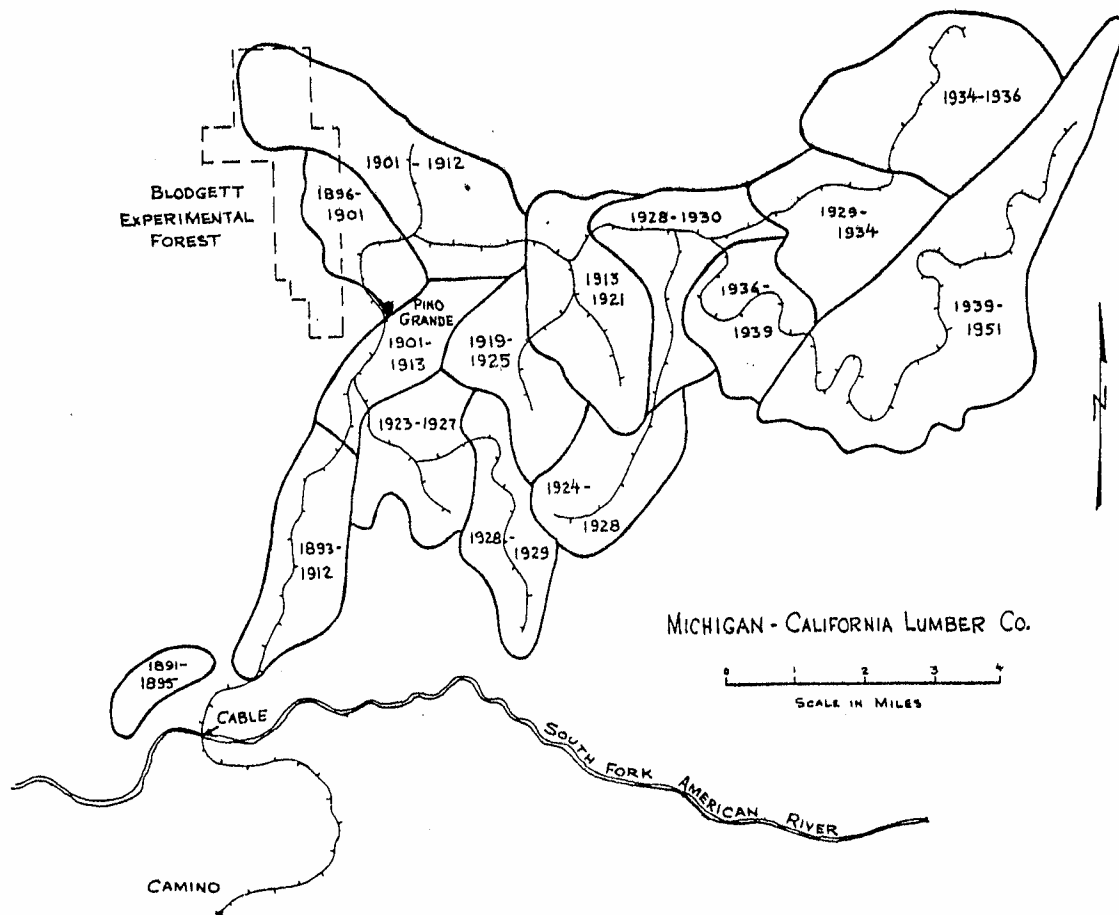 1934-1936
1901 - 1912
BLODGETT
EXPERIMENTAL
FOREST
1896-
1901
1928-1930
1929-
1934
1913
1921
1934-
1939
1939-
1951
PINO
GRANDE
1901-
1913
1919-
1925
1923-1927
N
1924-
1928
1928-
1929
1893-
1912
MICHIGAN - CALIFORNIA LUMBER CO.
0 1 2 3 4
SCALE IN MILES
1891-
1895
CABLE
SOUTH FORK AMERICAN RIVER
CAMINO